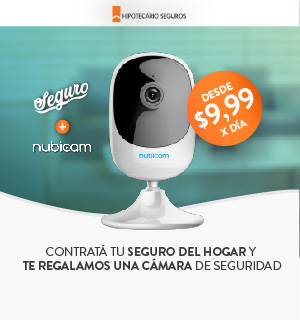 HIPOTECARIO SEGUROS
Seguro
+
nubicam
DESDE
$9,99
X DÍA
nubicam
CONTRATÁ TU SEGURO DEL HOGAR Y
TE REGALAMOS UNA CÁMARA DE SEGURIDAD